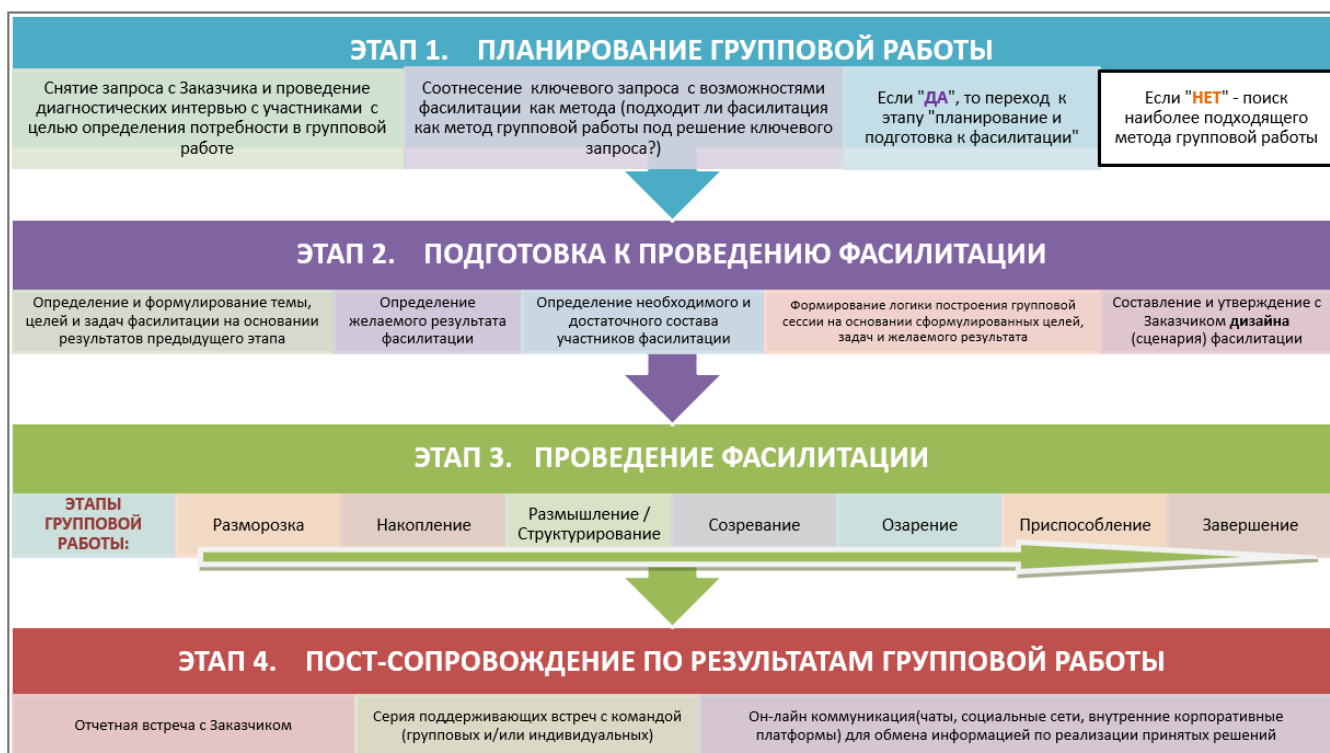 ЭТАП 1. ПЛАНИРОВАНИЕ ГРУППОВОЙ РАБОТЫ
Снятие запроса с Заказчика и проведение
диагностических интервью с участниками с
целью определения потребности в групповой
работе
Соотнесение ключевого запроса с возможностями
фасилитации как метода (подходит ли фасилитация
как метод групповой работы под решение ключевого
запроса?)
Если "ДА", то переход к
этапу "планирование и
подготовка к фасилитации"
Если "НЕТ" - поиск
наиболее подходящего
метода групповой работы
ЭТАП 2. ПОДГОТОВКА К ПРОВЕДЕНИЮ ФАСИЛИТАЦИИ
Определение и формулирование темы,
целей и задач фасилитации на основании
результатов предыдущего этапа
Определение
желаемого результата
фасилитации
Определение необходимого и
достаточного состава
участников фасилитации
Формирование логики построения групповой
сессии на основании сформулированных целей,
задач и желаемого результата
Составление и утверждение с
Заказчиком дизайна
(сценария) фасилитации
ЭТАП 3. ПРОВЕДЕНИЕ ФАСИЛИТАЦИИ
ЭТАПЫ
ГРУППОВОЙ
РАБОТЫ:
Разморозка
Накопление
Размышление /
Структурирование
Созревание
Озарение
Приспособление
Завершение
ЭТАП 4. ПОСТ-СОПРОВОЖДЕНИЕ ПО РЕЗУЛЬТАТАМ ГРУППОВОЙ РАБОТЫ
Отчетная встреча с Заказчиком
Серия поддерживающих встреч с командой
(групповых и/или индивидуальных)
Он-лайн коммуникация(чаты, социальные сети, внутренние корпоративные
платформы) для обмена информацией по реализации принятых решений